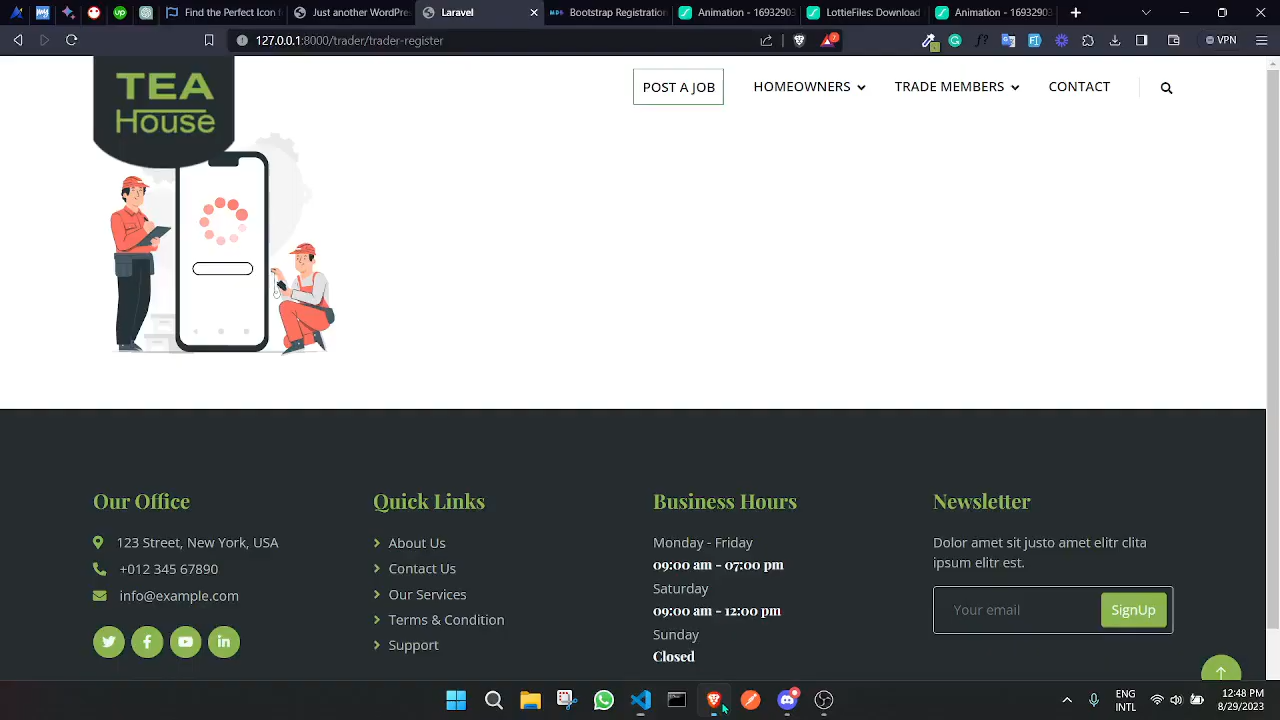 Find the Perfect Icon f
Just another WordPre
Laravel
Bootstrap Registration
Animation - 16932903
LottieFiles: Download
Animation - 16932903
127.0.0.1:8000/trader/trader-register
VPN
TEA
House
POST A JOB
HOMEOWNERS
TRADE MEMBERS
CONTACT
Our Office
123 Street, New York, USA
+012 345 67890
info@example.com
Quick Links
About Us
Contact Us
Our Services
Terms & Condition
Support
Business Hours
Monday - Friday
09:00 am - 07:00 pm
Saturday
09:00 am - 12:00 pm
Sunday
Closed
Newsletter
Dolor amet sit justo amet elitr clita
ipsum elitr est.
Your email
SignUp
ENG
INTL
12:48 PM
8/29/2023